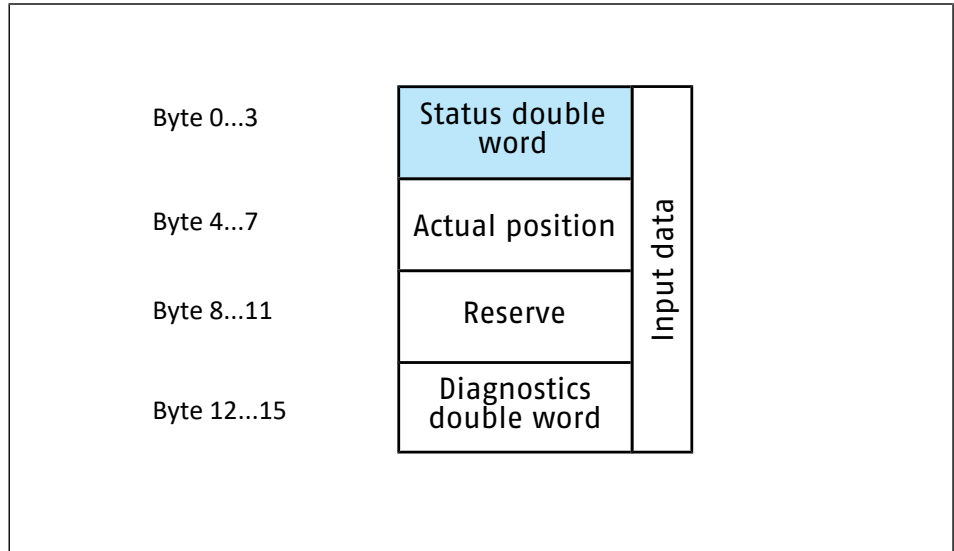 Byte 0...3
Status double
word
Byte 4...7
Actual position
Byte 8...11
Reserve
Byte 12...15
Diagnostics
double word
Input data